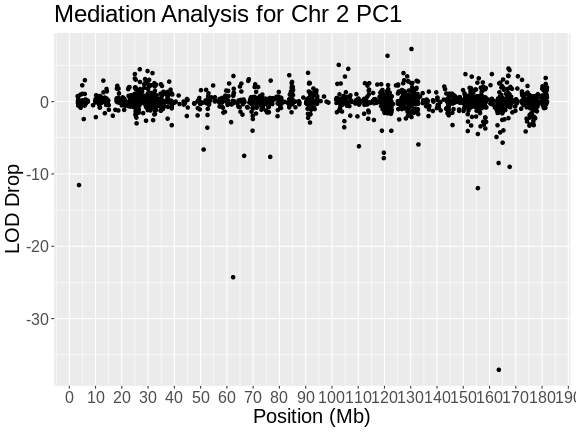 Mediation Analysis for Chr 2 PC1
LOD Drop
0
-10
-20
-30
0 10 20 30 40 50 60 70 80 90 100 110 120 130 140 150 160 170 180 190
Position (Mb)